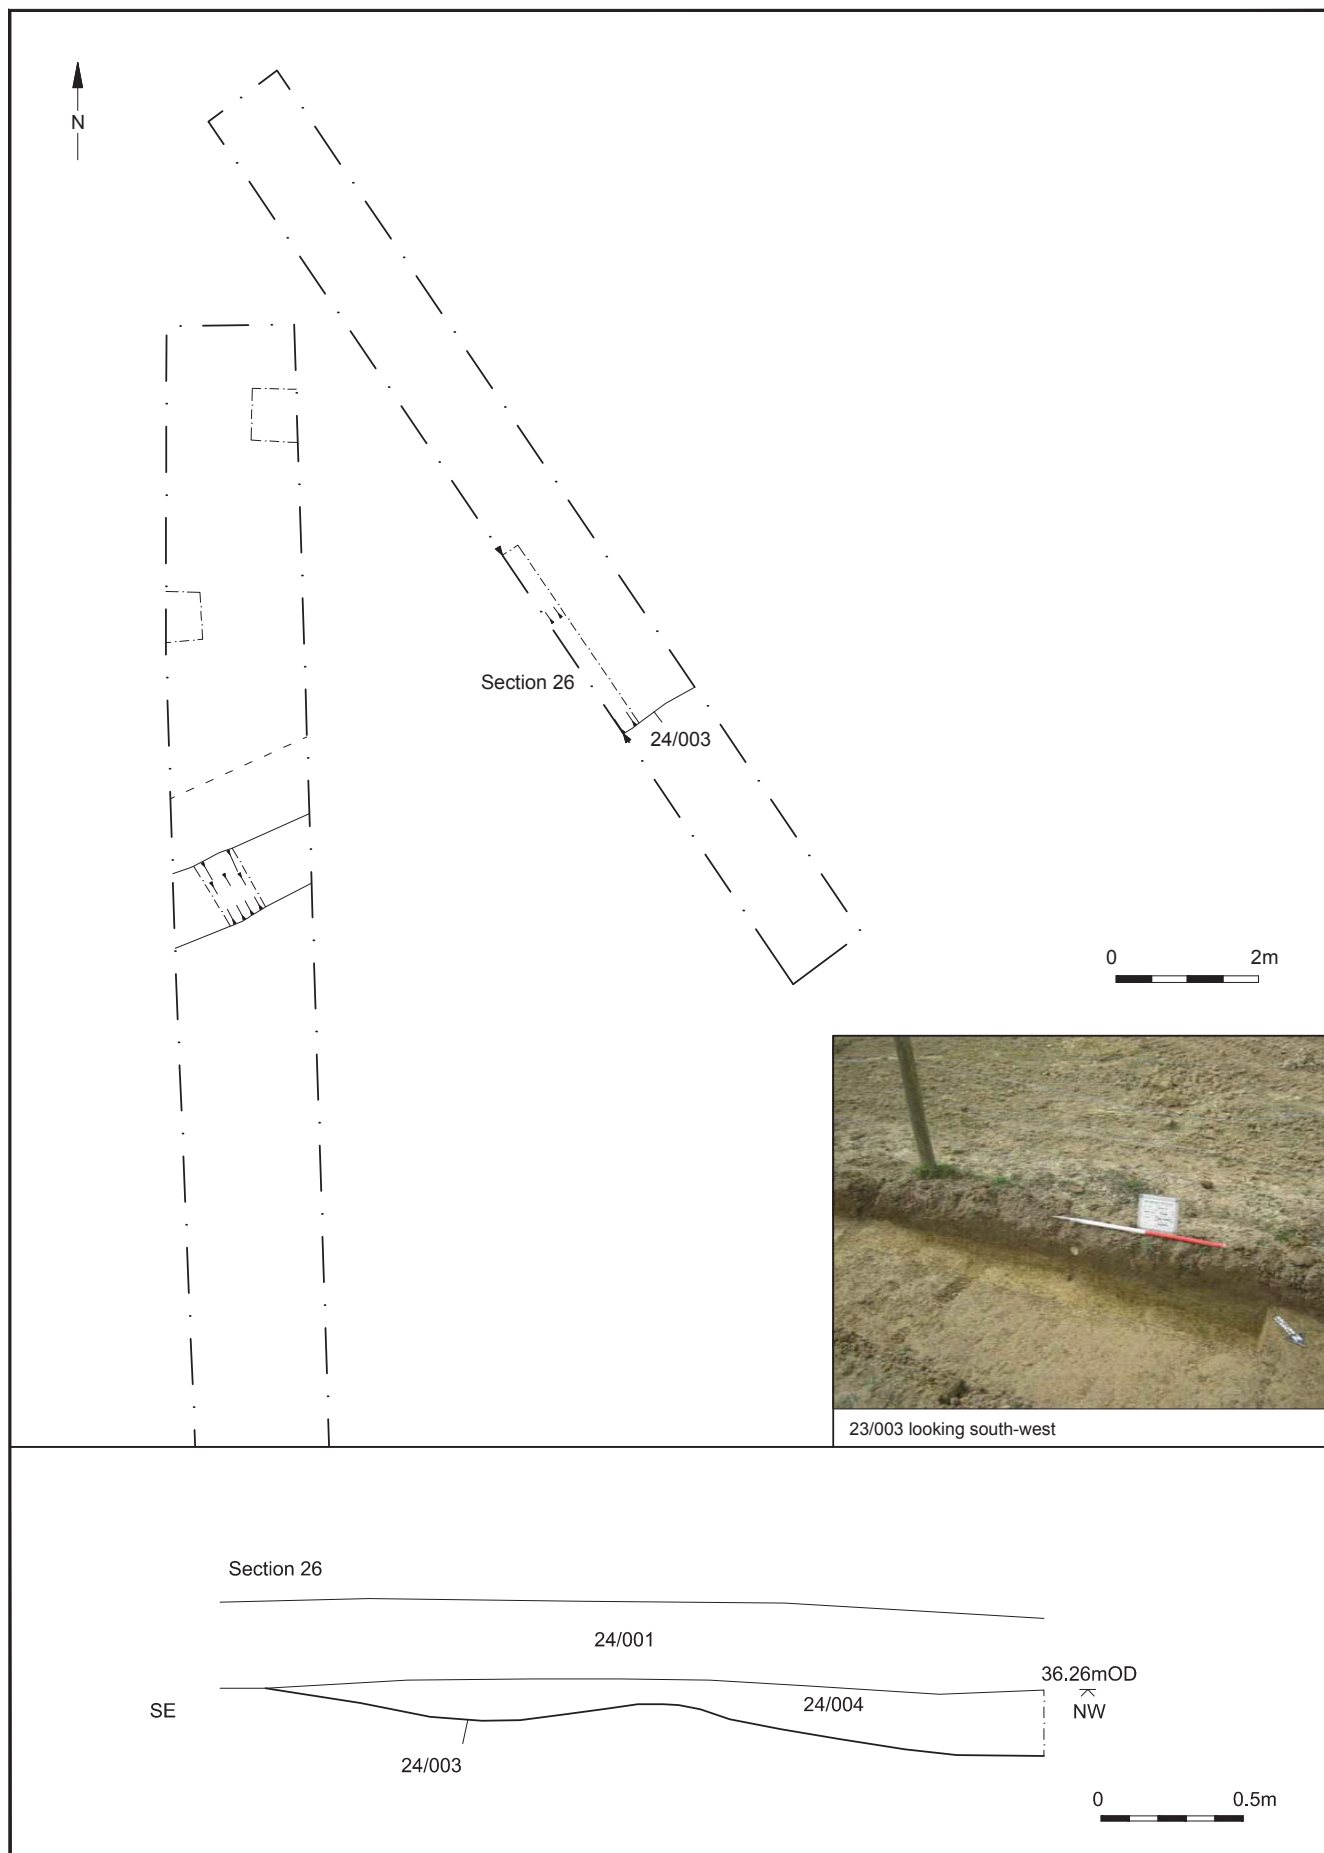 N
Section 26
24/003
0 2m
23/003 looking south-west
Section 26
24/001
36.26mOD
SE
24/004
NW
24/003
0 0.5m